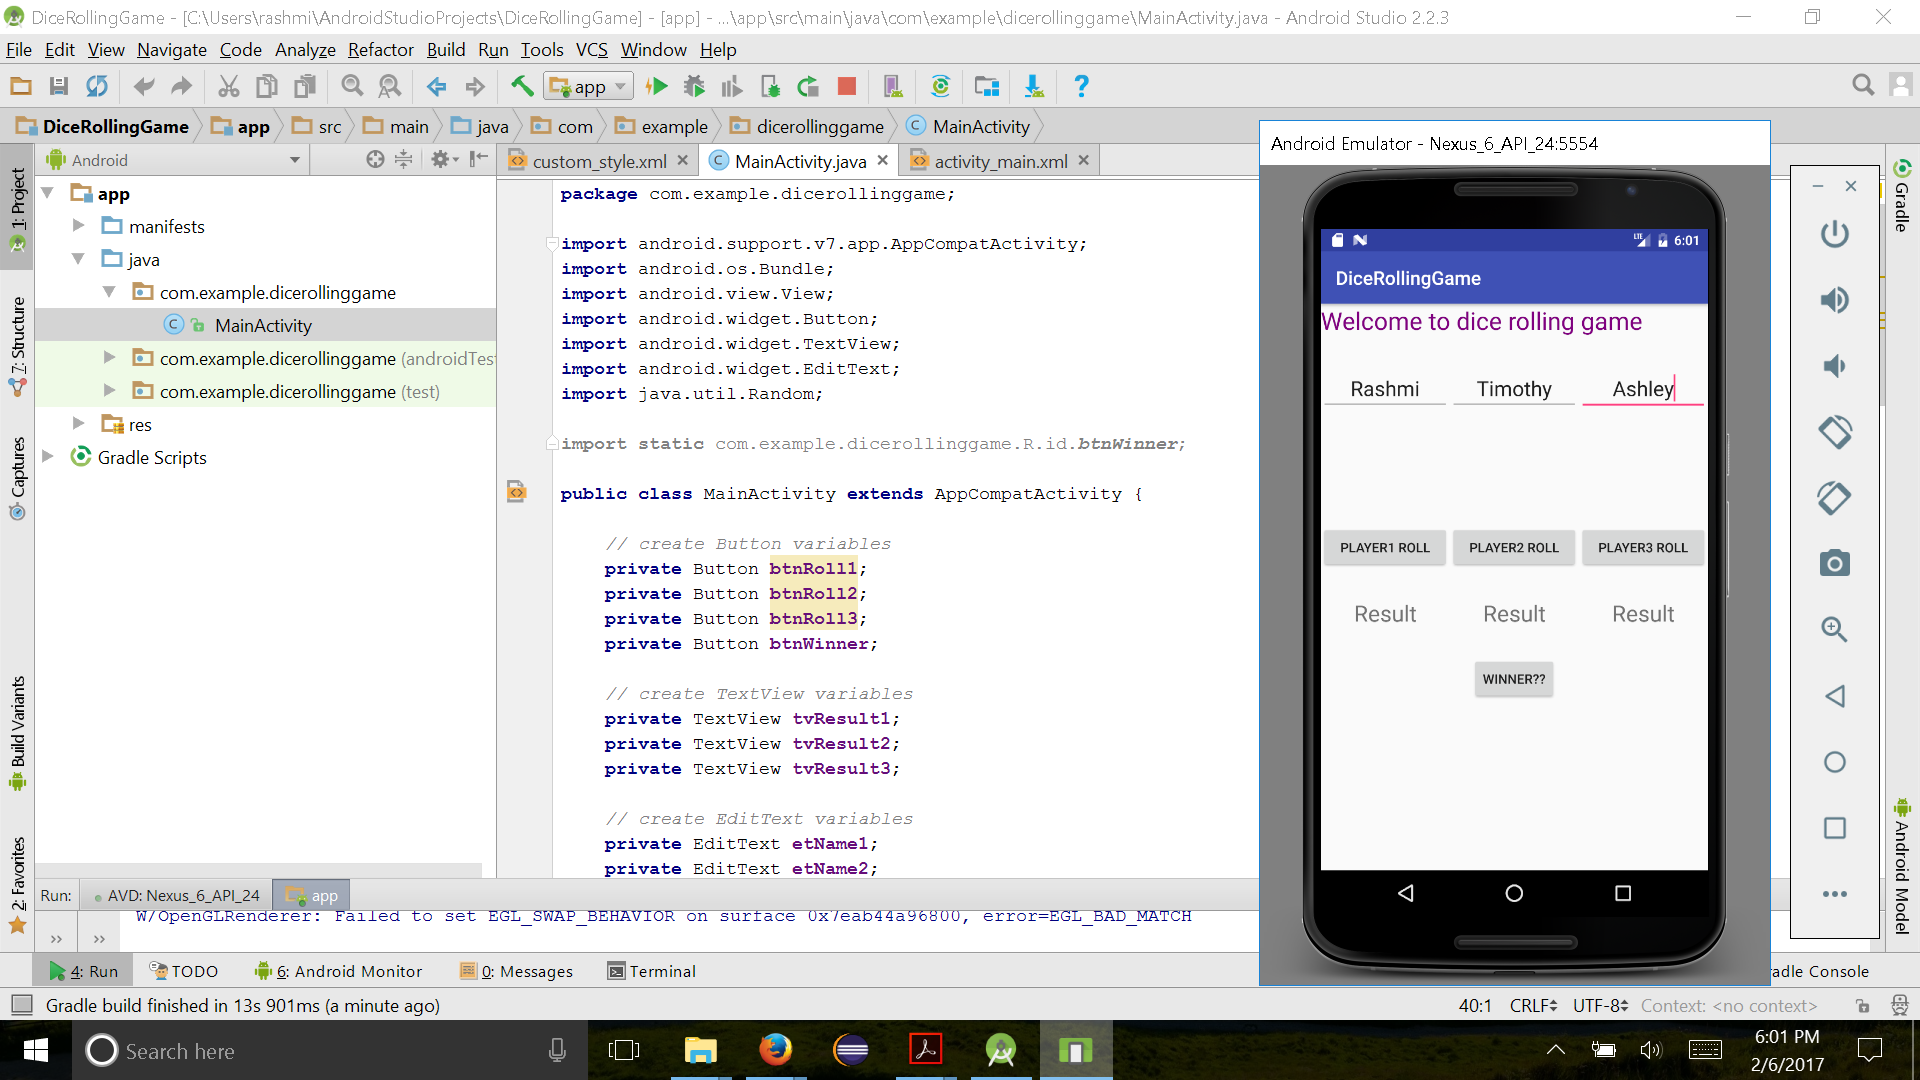 DiceRollingGame - [C:\Users\rashmi\AndroidStudioProjects\DiceRollingGame] - [app] - ...\app\src\main\java\com\example\dicerollinggame\MainActivity.java - Android Studio 2.2.3
File Edit View Navigate Code Analyze Refactor Build Run Tools VCS Window Help
app
DiceRollingGame app src main java com example dicerollinggame MainActivity
Android
custom_style.xml MainActivity.java activity_main.xml
1: Project
7: Structure
Captures
Build Variants
2: Favorites
app
manifests
java
com.example.dicerollinggame
MainActivity
com.example.dicerollinggame (androidTes
com.example.dicerollinggame (test)
res
Gradle Scripts
package com.example.dicerollinggame;
import android.support.v7.app.AppCompatActivity;
import android.os.Bundle;
import android.view.View;
import android.widget.Button;
import android.widget.TextView;
import android.widget.EditText;
import java.util.Random;
import static com.example.dicerollinggame.R.id.btnWinner;
public class MainActivity extends AppCompatActivity {
// create Button variables
private Button btnRoll1;
private Button btnRoll2;
private Button btnRoll3;
private Button btnWinner;
// create TextView variables
private TextView tvResult1;
private TextView tvResult2;
private TextView tvResult3;
// create EditText variables
private EditText etName1;
private EditText etName2;
Android Emulator - Nexus_6_API_24:5554
LTE 6:01
DiceRollingGame
Welcome to dice rolling game
Rashmi Timothy Ashley
PLAYER1 ROLL PLAYER2 ROLL PLAYER3 ROLL
Result Result Result
WINNER??
Gradle
Android Model
Run: AVD: Nexus_6_API_24 app
W/OpenGLRenderer: Failed to set EGL_SWAP_BEHAVIOR on surface 0x7eab44a96800, error=EGL_BAD_MATCH
4: Run TODO 6: Android Monitor 0: Messages Terminal radle Console
Gradle build finished in 13s 901ms (a minute ago) 40:1 CRLF UTF-8 Context: <no context>
Search here
6:01 PM
2/6/2017